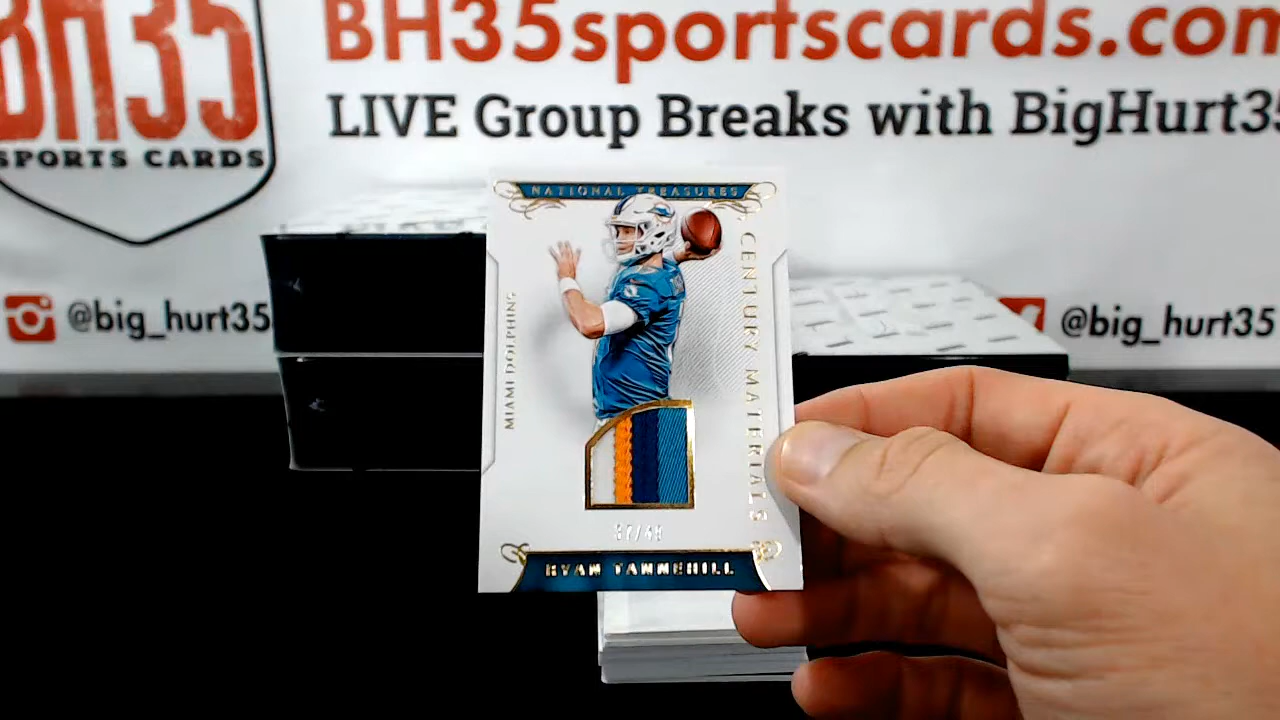 BH35
SPORTS CARDS
BH35sportscards.com
LIVE Group Breaks with BigHurt35
@big_hurt35
@big_hurt35
NATIONAL TREASURES
MIAMI DOLPHINS
CENTURY MATERIALS
RYAN TANNEHILL